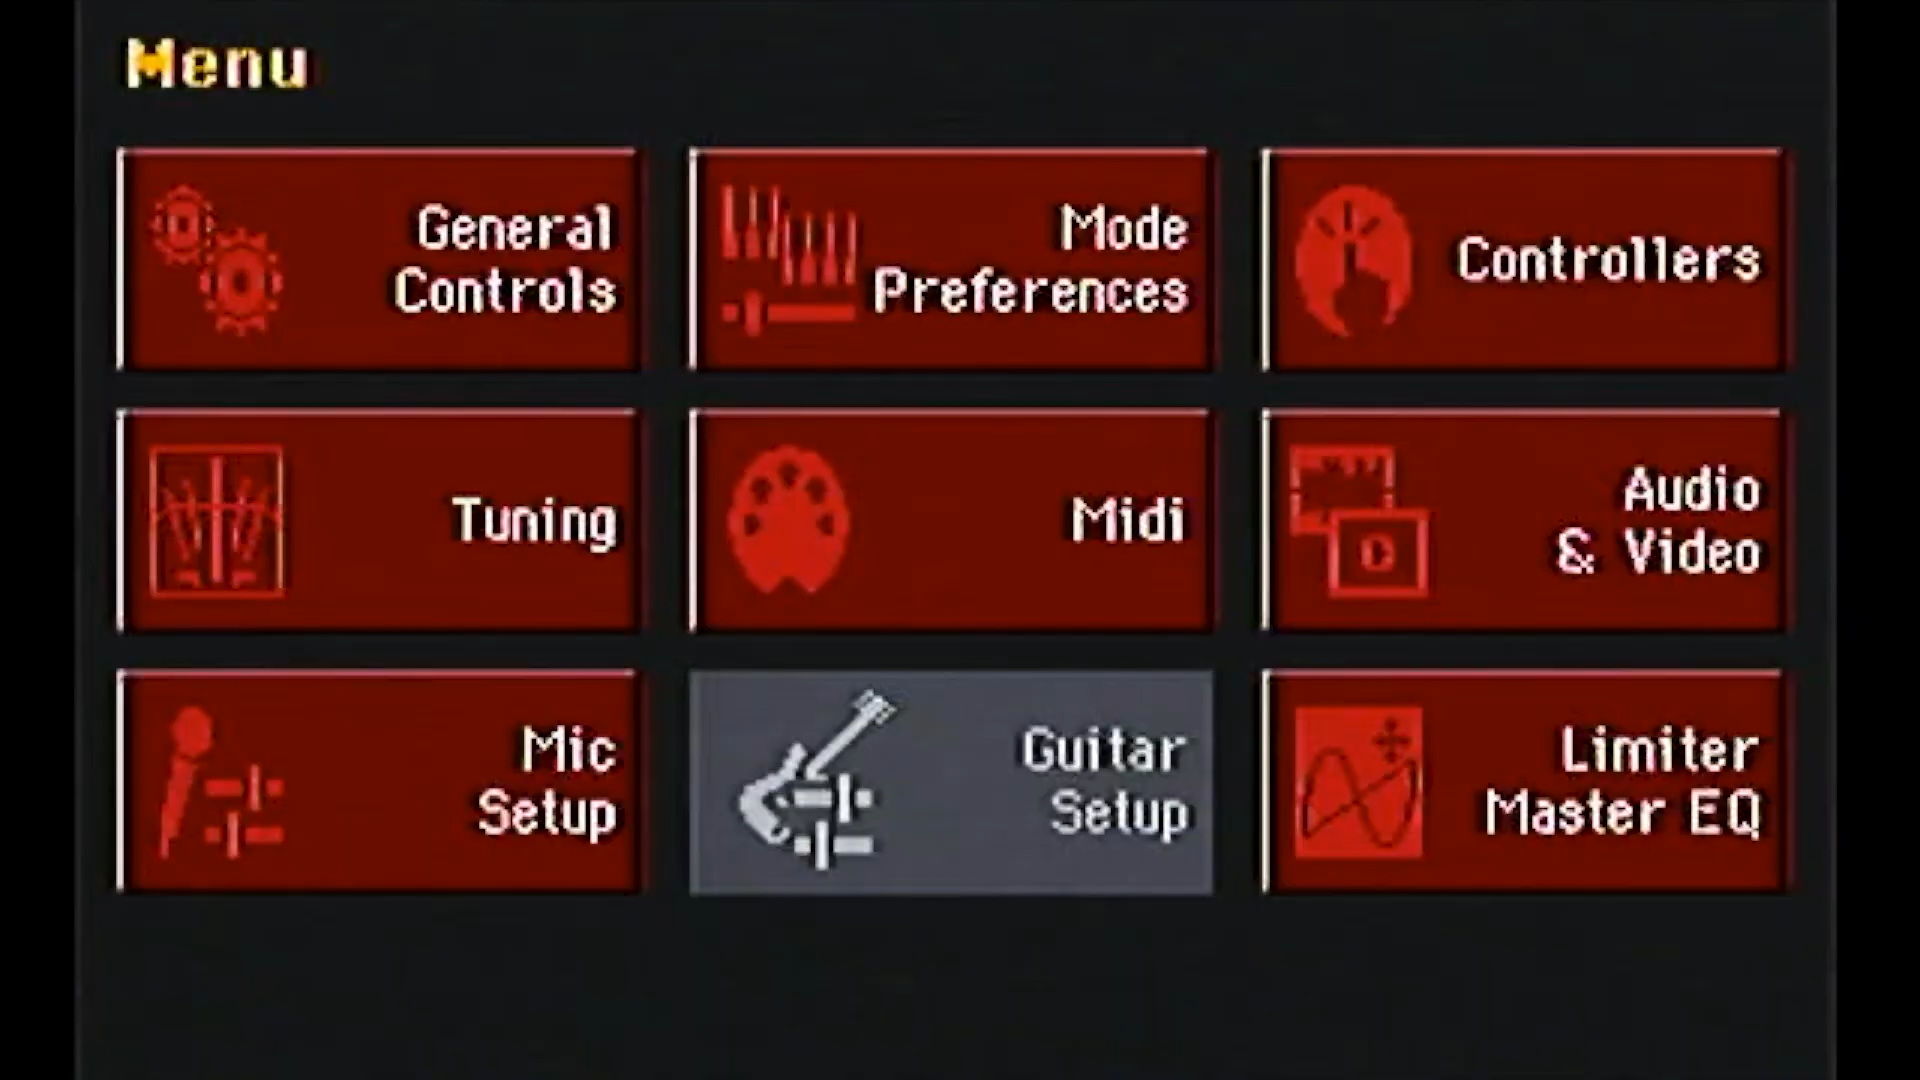 Menu
General
Controls
Mode
Preferences
Controllers
Tuning
Midi
Audio
& Video
Mic
Setup
Guitar
Setup
Limiter
Master EQ